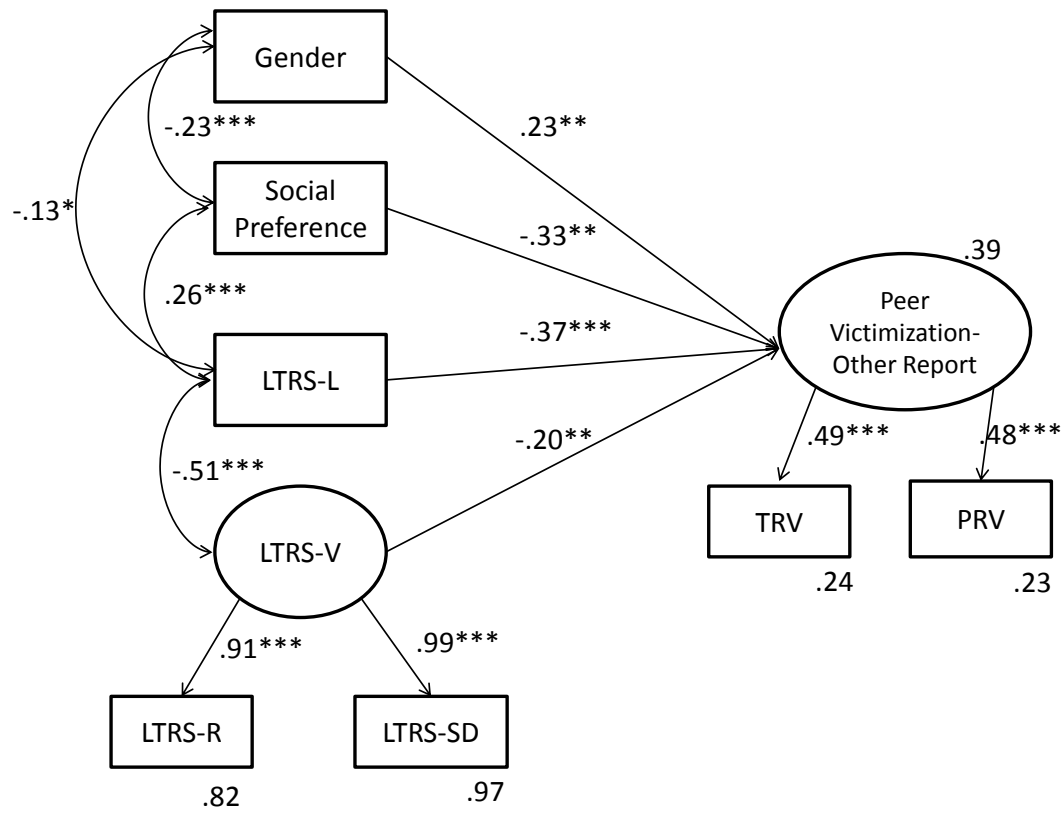 Gender
-.23***
.23**
Social
Preference
-.13*
-.33**
.39
.26***
Peer
Victimization-
Other Report
-.37***
LTRS-L
.49***
.48***
-.20**
-.51***
TRV
PRV
LTRS-V
.24
.23
.91***
.99***
LTRS-R
LTRS-SD
.82
.97